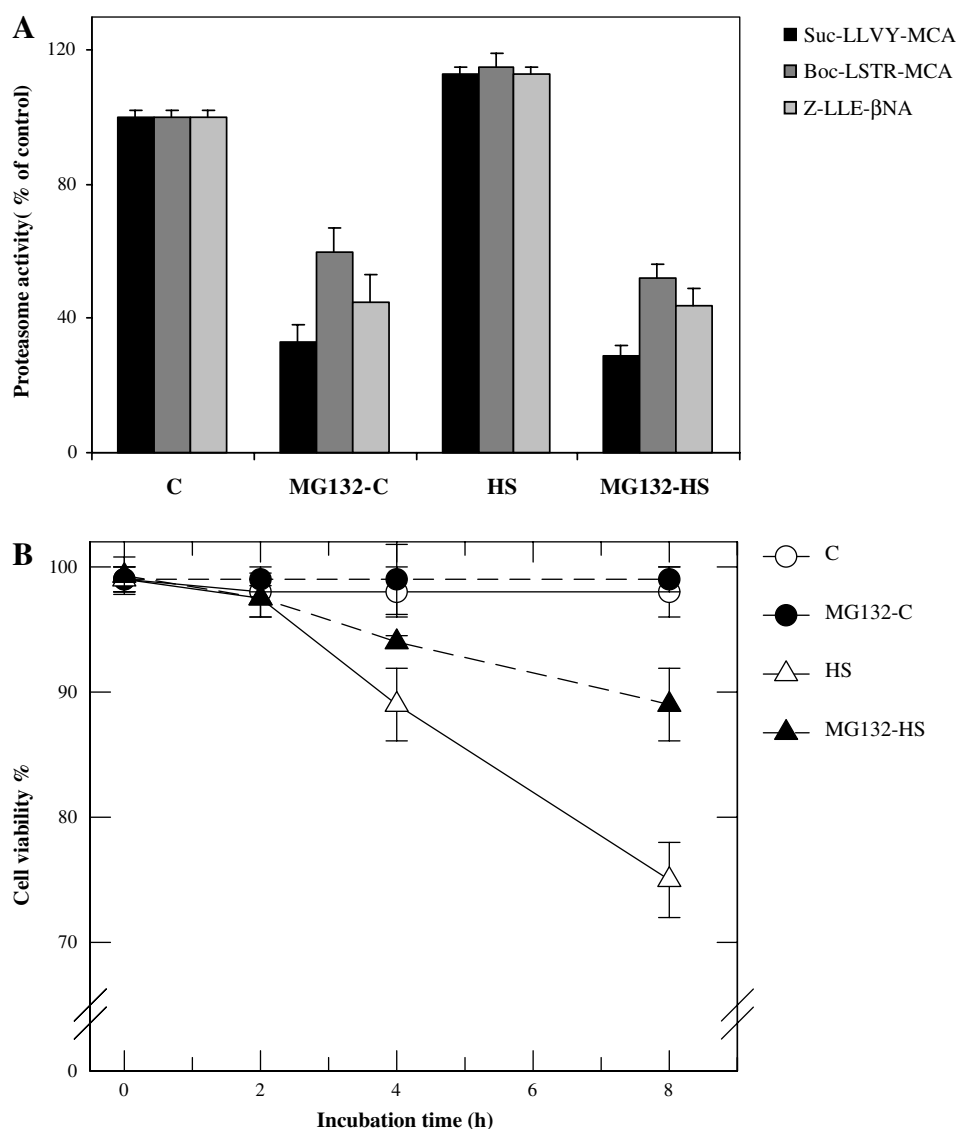 A
Suc-LLVY-MCA
Boc-LSTR-MCA
Z-LLE-βNA
Proteasome activity( % of control)
120
80
40
0
C MG132-C HS MG132-HS
B
C
MG132-C
HS
MG132-HS
Cell viability %
100
90
80
70
0
0 2 4 6 8
Incubation time (h)